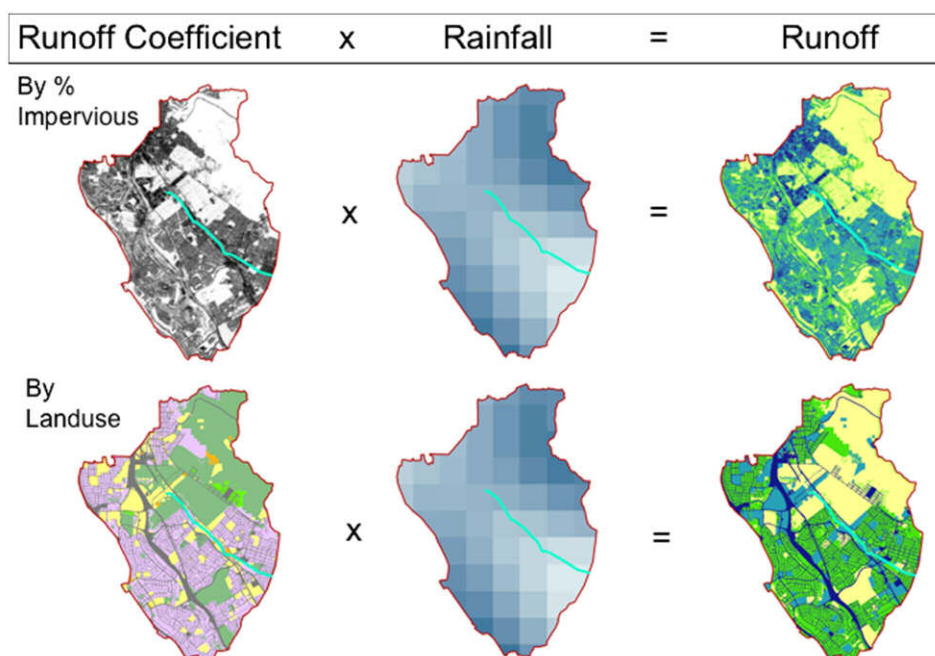 Runoff Coefficient x Rainfall = Runoff
By %
Impervious
x =
By
Landuse
x =